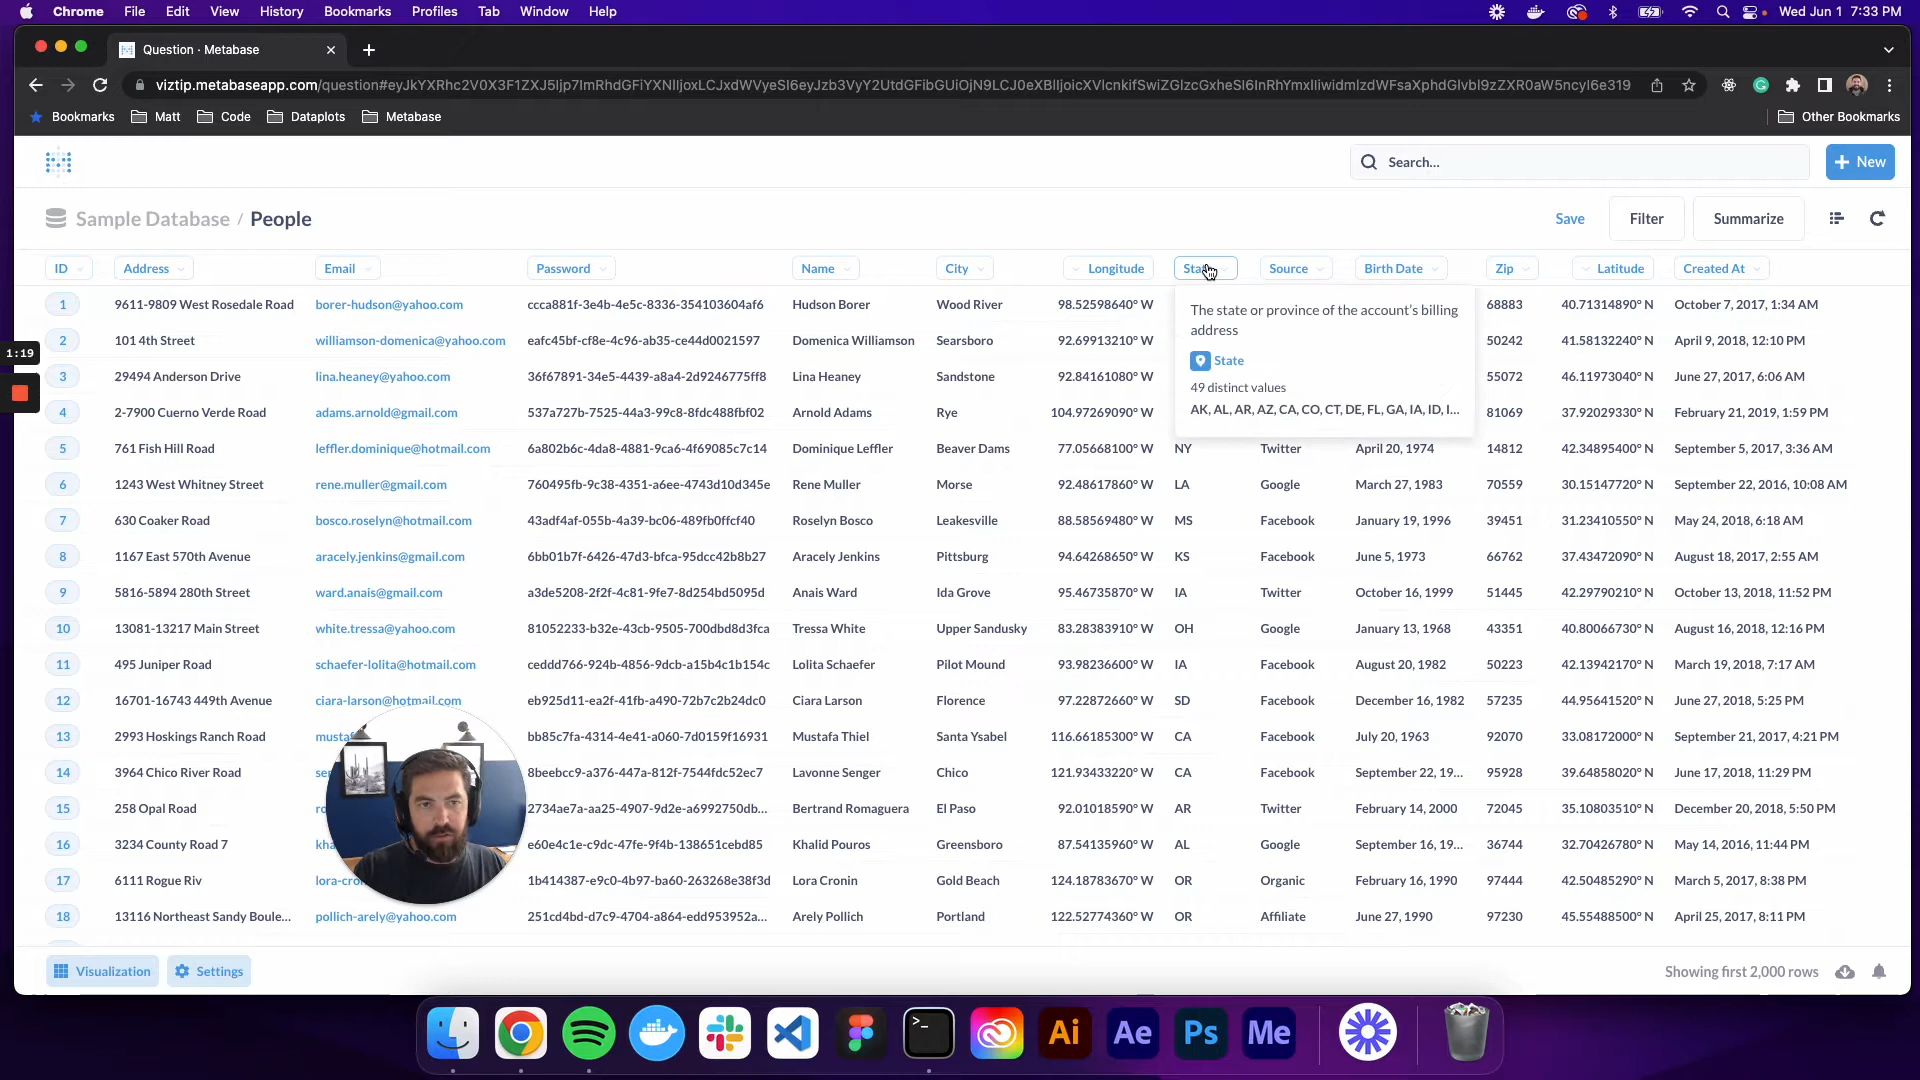 Chrome File Edit View History Bookmarks Profiles Tab Window Help Wed Jun 1 7:33 PM
Question · Metabase
viztip.metabaseapp.com
Bookmarks Matt Code Dataplots Metabase Other Bookmarks
Search... New
Sample Database / People Save Filter Summarize
ID Address Email Password Name City Longitude Source Birth Date Zip Latitude Created At
1 9611-9809 West Rosedale Road borer-hudson@yahoo.com ccca881f-3e4b-4e5c-8336-354103604af6 Hudson Borer Wood River 98.52598640° W 68883 40.71314890° N October 7, 2017, 1:34 AM
The state or province of the account's billing
address
2 101 4th Street williamson-domenica@yahoo.com eafc45bf-cf8e-4c96-ab35-ce44d0021597 Domenica Williamson Searsboro 92.69913210° W 50242 41.58132240° N April 9, 2018, 12:10 PM
1:19
State
3 29494 Anderson Drive lina.heaney@yahoo.com 36f67891-34e5-4439-a8a4-2d9246775ff8 Lina Heaney Sandstone 92.84161080° W 55072 46.11973040° N June 27, 2017, 6:06 AM
49 distinct values
AK, AL, AR, AZ, CA, CO, CT, DE, FL, GA, IA, ID, I...
4 2-7900 Cuerno Verde Road adams.arnold@gmail.com 537a727b-7525-44a3-99c8-8fdc488fbf02 Arnold Adams Rye 104.97269090° W 81069 37.92029330° N February 21, 2019, 1:59 PM
5 761 Fish Hill Road leffler.dominique@hotmail.com 6a802b6c-4da8-4881-9ca6-4f69085c7c14 Dominique Leffler Beaver Dams 77.05668100° W NY Twitter April 20, 1974 14812 42.34895400° N September 5, 2017, 3:36 AM
6 1243 West Whitney Street rene.muller@gmail.com 760495fb-9c38-4351-a6ee-4743d10d345e Rene Muller Morse 92.48617860° W LA Google March 27, 1983 70559 30.15147720° N September 22, 2016, 10:08 AM
7 630 Coaker Road bosco.roselyn@hotmail.com 43adf4af-055b-4a39-bc06-489fb0ffcf40 Roselyn Bosco Leakesville 88.58569480° W MS Facebook January 19, 1996 39451 31.23410550° N May 24, 2018, 6:18 AM
8 1167 East 570th Avenue aracely.jenkins@gmail.com 6bb01b7f-6426-47d3-bfca-95dcc42b8b27 Aracely Jenkins Pittsburg 94.64268650° W KS Facebook June 5, 1973 66762 37.43472090° N August 18, 2017, 2:55 AM
9 5816-5894 280th Street ward.anais@gmail.com a3de5208-2f2f-4c81-9fe7-8d254bd5095d Anais Ward Ida Grove 95.46735870° W IA Twitter October 16, 1999 51445 42.29790210° N October 13, 2018, 11:52 PM
10 13081-13217 Main Street white.tressa@yahoo.com 81052233-b32e-43cb-9505-700dbd8d3fca Tressa White Upper Sandusky 83.28383910° W OH Google January 13, 1968 43351 40.80066730° N August 16, 2018, 12:16 PM
11 495 Juniper Road schaefer-lolita@hotmail.com ceddd766-924b-4856-9dcb-a15b4c1b154c Lolita Schaefer Pilot Mound 93.98236600° W IA Facebook August 20, 1982 50223 42.13942170° N March 19, 2018, 7:17 AM
12 16701-16743 449th Avenue ciara-larson@hotmail.com eb925d11-ea2f-41fb-a490-72b7c2b24dc0 Ciara Larson Florence 97.22872660° W SD Facebook December 16, 1982 57235 44.95641520° N June 27, 2018, 5:25 PM
13 2993 Hoskings Ranch Road bb85c7fa-4314-4e41-a060-7d0159f16931 Mustafa Thiel Santa Ysabel 116.66185300° W CA Facebook July 20, 1963 92070 33.08172000° N September 21, 2017, 4:21 PM
14 3964 Chico River Road 8beebcc9-a376-447a-812f-7544fdc52ec7 Lavonne Senger Chico 121.93433220° W CA Facebook September 22, 19... 95928 39.64858020° N June 17, 2018, 11:29 PM
15 258 Opal Road 2734ae7a-aa25-4907-9d2e-a6992750db... Bertrand Romaguera El Paso 92.01018590° W AR Twitter February 14, 2000 72045 35.10803510° N December 20, 2018, 5:50 PM
16 3234 County Road 7 e60e4c1e-c9dc-47fe-9f4b-138651cebd85 Khalid Pouros Greensboro 87.54135960° W AL Google September 16, 19... 36744 32.70426780° N May 14, 2016, 11:44 PM
17 6111 Rogue Riv 1b414387-e9c0-4b97-ba60-263268e38f3d Lora Cronin Gold Beach 124.18783670° W OR Organic February 16, 1990 97444 42.50485290° N March 5, 2017, 8:38 PM
18 13116 Northeast Sandy Boule... pollich-arely@yahoo.com 251cd4bd-d7c9-4704-a864-edd953952a... Arely Pollich Portland 122.52774360° W OR Affiliate June 27, 1990 97230 45.55488500° N April 25, 2017, 8:11 PM
Visualization Settings Showing first 2,000 rows
Ai Ae Ps Me